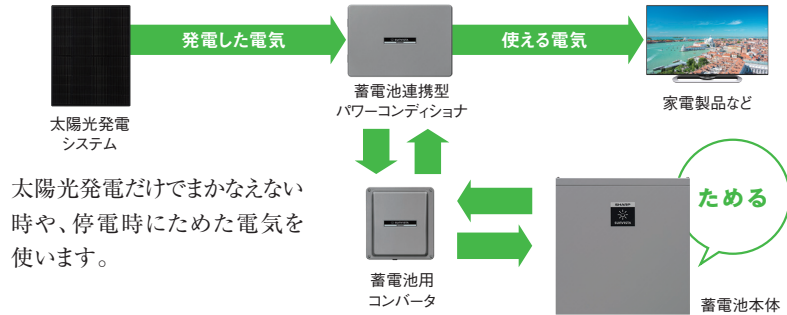 発電した電気
使える電気
太陽光発電
システム
蓄電池連携型
パワーコンディショナ
家電製品など
太陽光発電だけでまかなえない
時や、停電時にためた電気を
使います。
ためる
蓄電池用
コンバータ
蓄電池本体